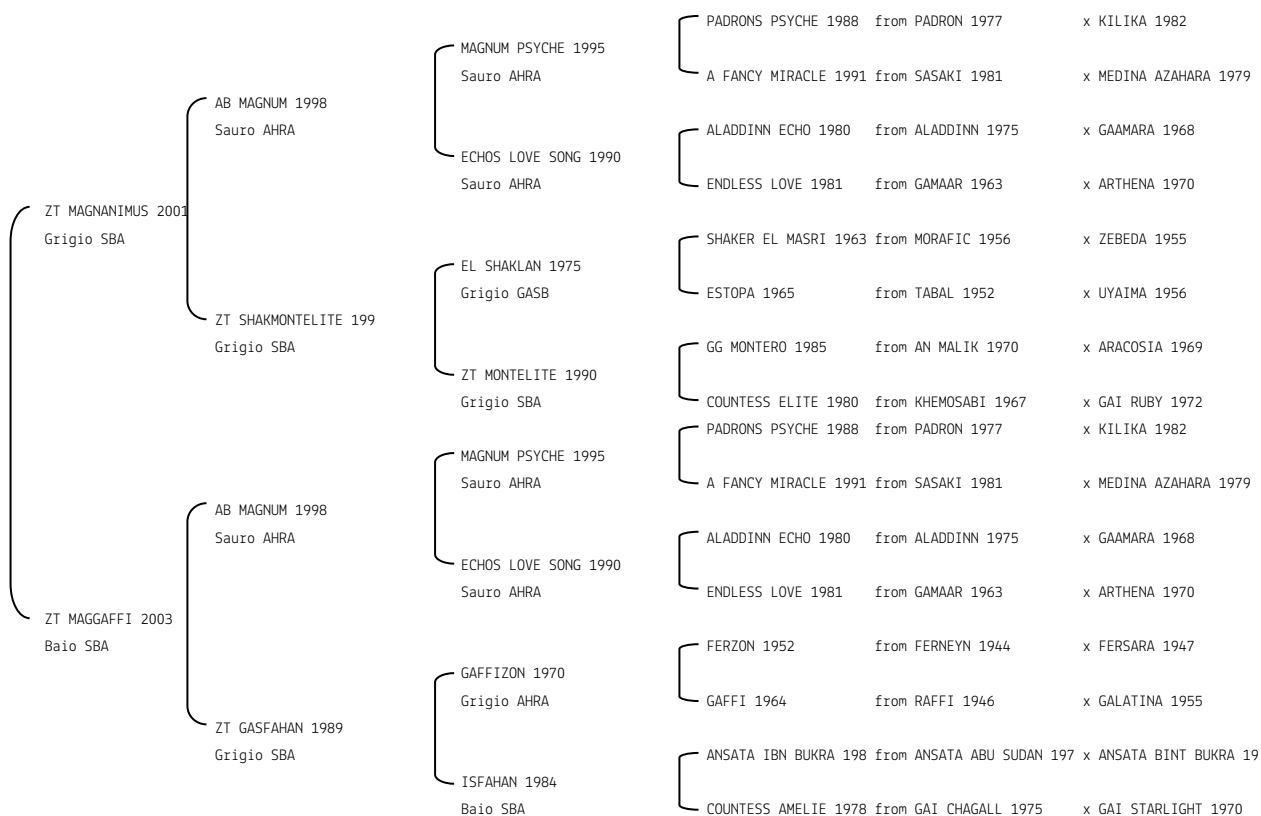 PADRONS PSYCHE 1988 from PADRON 1977 x KILIKA 1982
MAGNUM PSYCHE 1995
Sauro AHRA
A FANCY MIRACLE 1991 from SASAKI 1981 x MEDINA AZAHARA 1979
AB MAGNUM 1998
Sauro AHRA
ALADDINN ECHO 1980 from ALADDINN 1975 x GAAMARA 1968
ECHOS LOVE SONG 1990
Sauro AHRA
ENDLESS LOVE 1981 from GAMAAR 1963 x ARTHENA 1970
ZT MAGNANIMUS 2001
Grigio SBA
SHAKER EL MASRI 1963 from MORAFIC 1956 x ZEBEDA 1955
EL SHAKLAN 1975
Grigio GASB
ESTOPA 1965 from TABAL 1952 x UYAIMA 1956
ZT SHAKMONTELITE 199
Grigio SBA
GG MONTERO 1985 from AN MALIK 1970 x ARACOSIA 1969
ZT MONTELITE 1990
Grigio SBA
COUNTESS ELITE 1980 from KHEMOSABI 1967 x GAI RUBY 1972
PADRONS PSYCHE 1988 from PADRON 1977 x KILIKA 1982
MAGNUM PSYCHE 1995
Sauro AHRA
A FANCY MIRACLE 1991 from SASAKI 1981 x MEDINA AZAHARA 1979
AB MAGNUM 1998
Sauro AHRA
ALADDINN ECHO 1980 from ALADDINN 1975 x GAAMARA 1968
ECHOS LOVE SONG 1990
Sauro AHRA
ENDLESS LOVE 1981 from GAMAAR 1963 x ARTHENA 1970
ZT MAGGAFFI 2003
Baio SBA
FERZON 1952 from FERNEYN 1944 x FERSARA 1947
GAFFIZON 1970
Grigio AHRA
GAFFI 1964 from RAFFI 1946 x GALATINA 1955
ZT GASFAHAN 1989
Grigio SBA
ANSATA IBN BUKRA 198 from ANSATA ABU SUDAN 197 x ANSATA BINT BUKRA 19
ISFAHAN 1984
Baio SBA
COUNTESS AMELIE 1978 from GAI CHAGALL 1975 x GAI STARLIGHT 1970